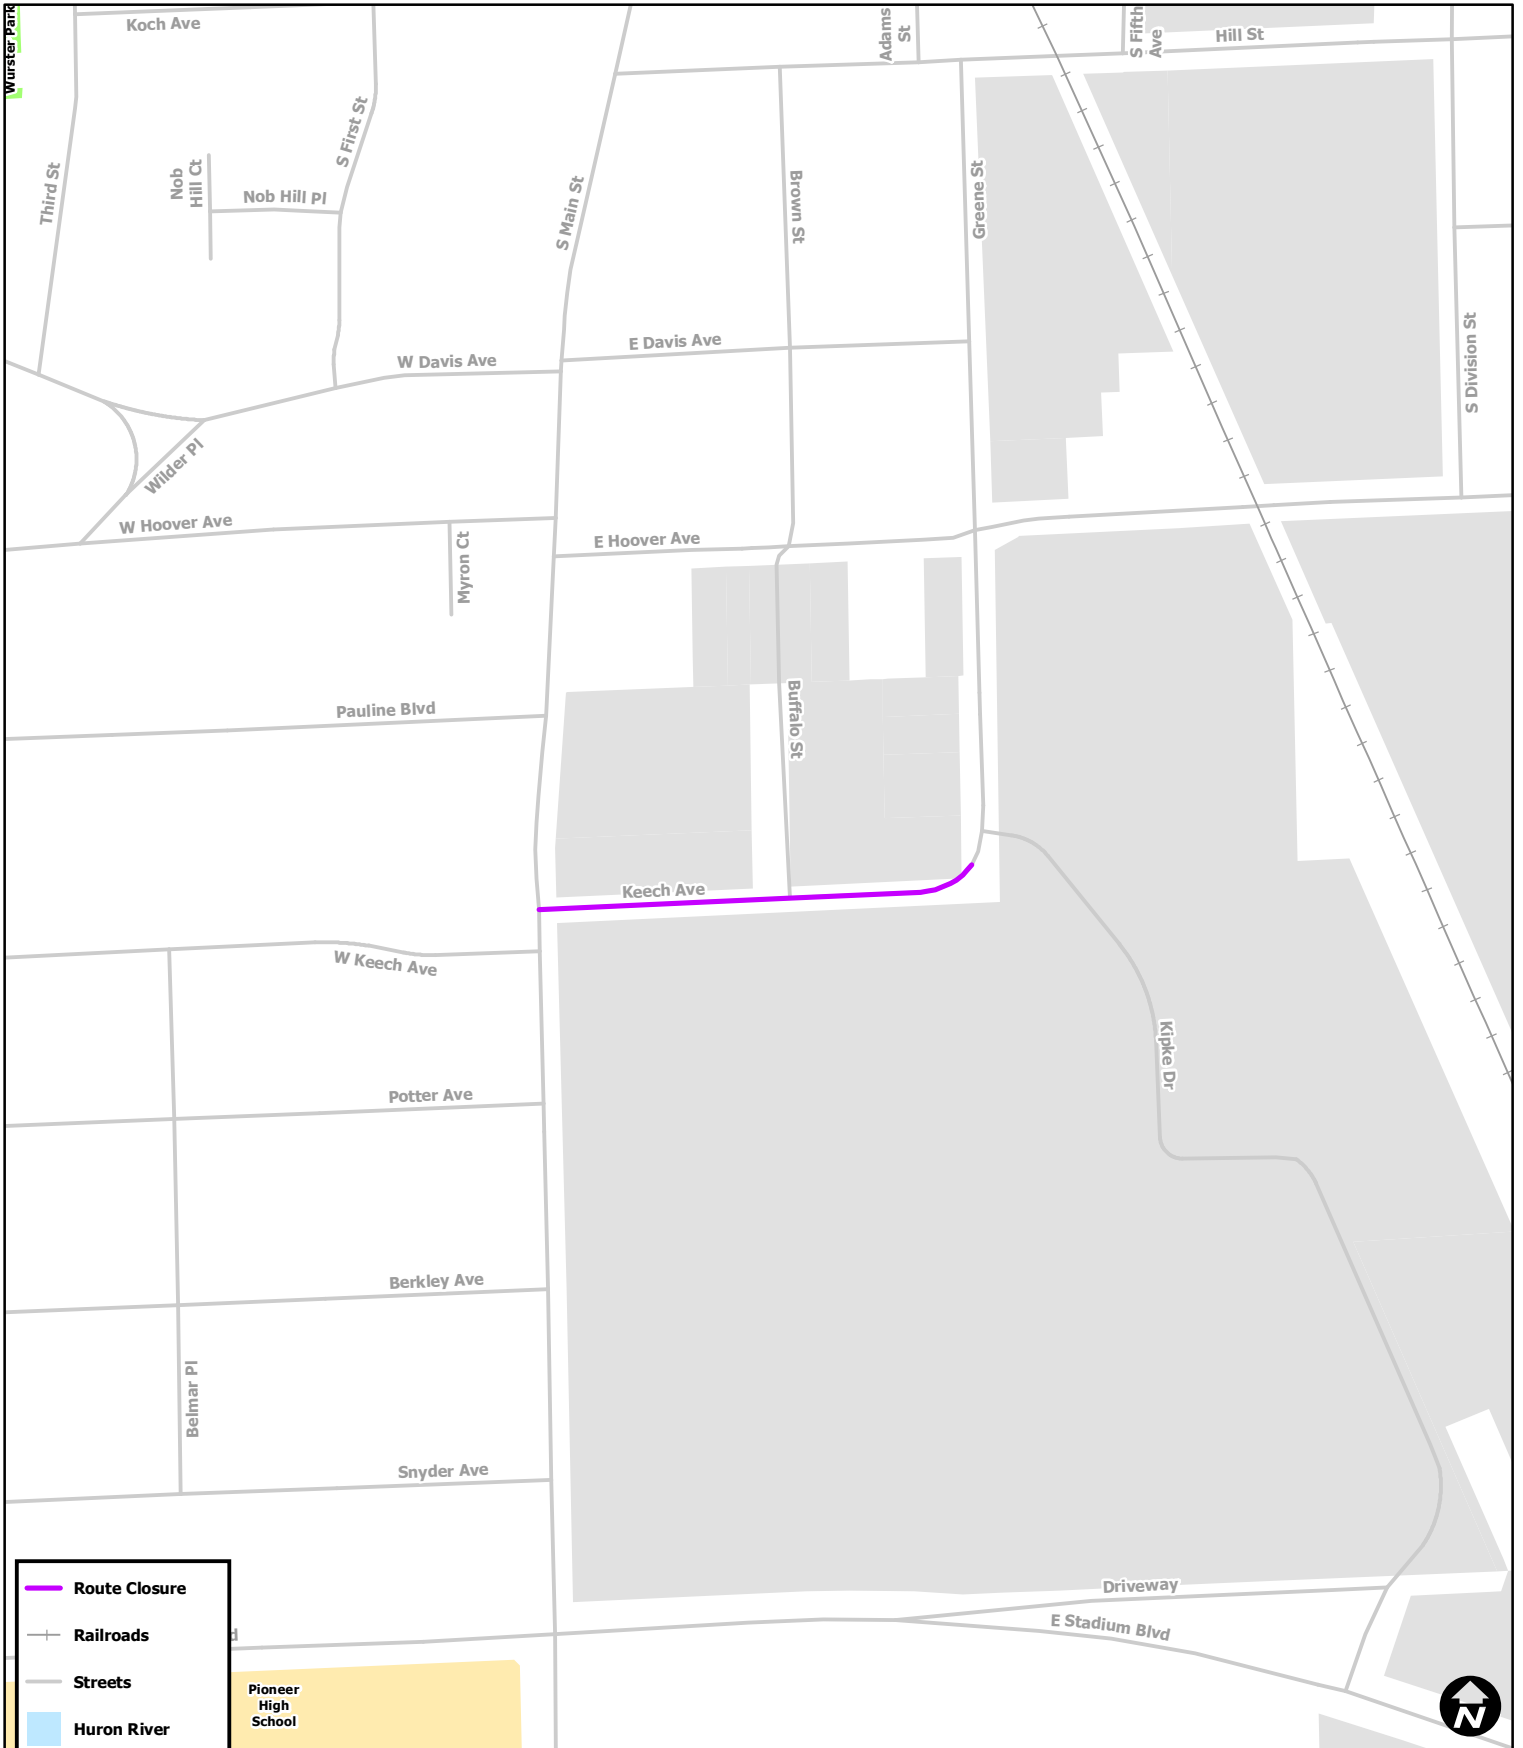 Wurster Park
Koch Ave
Adams
St
S Fifth
Ave
Hill St
Third St
Nob
Hill Ct
Nob Hill Pl
S First St
S Main St
Brown St
Greene St
S Division St
W Davis Ave
E Davis Ave
Wilder Pl
W Hoover Ave
Myron Ct
E Hoover Ave
Pauline Blvd
Buffalo St
Keech Ave
W Keech Ave
Kipke Dr
Potter Ave
Berkley Ave
Belmar Pl
Snyder Ave
Driveway
E Stadium Blvd
Route Closure
Railroads
Streets
Huron River
Pioneer
High
School
N